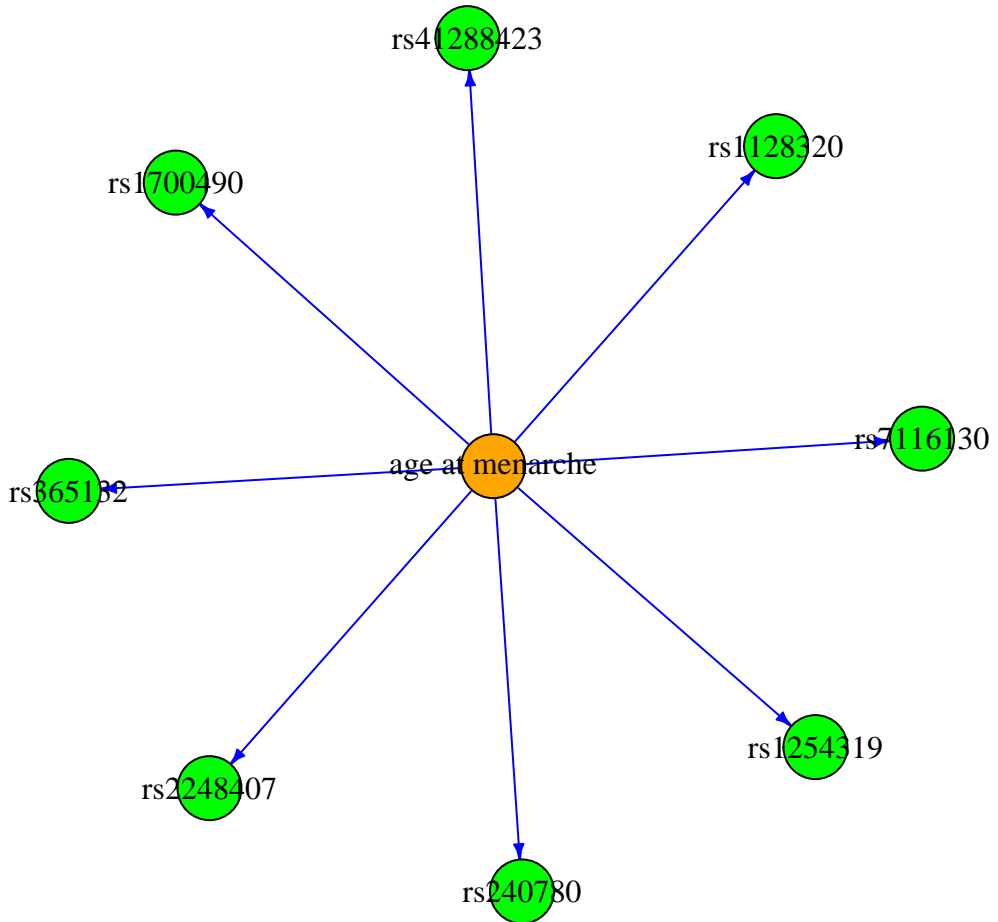 rs41288423
rs1128320
rs1700490
rs7116130
age at menarche
rs365132
rs1254319
rs2248407
rs240780